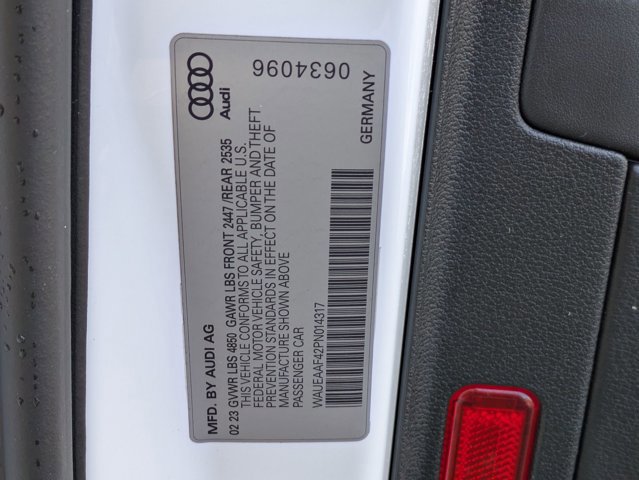 MFD. BY AUDI AG
02 23 GVWR LBS 4850 GAWR LBS FRONT 2447 /REAR 2535
THIS VEHICLE CONFORMS TO ALL APPLICABLE U.S.
FEDERAL MOTOR VEHICLE SAFETY, BUMPER AND THEFT
PREVENTION STANDARDS IN EFFECT ON THE DATE OF
MANUFACTURE SHOWN ABOVE
PASSENGER CAR
WAUEAAF42PN014317
GERMANY
Audi
0634096